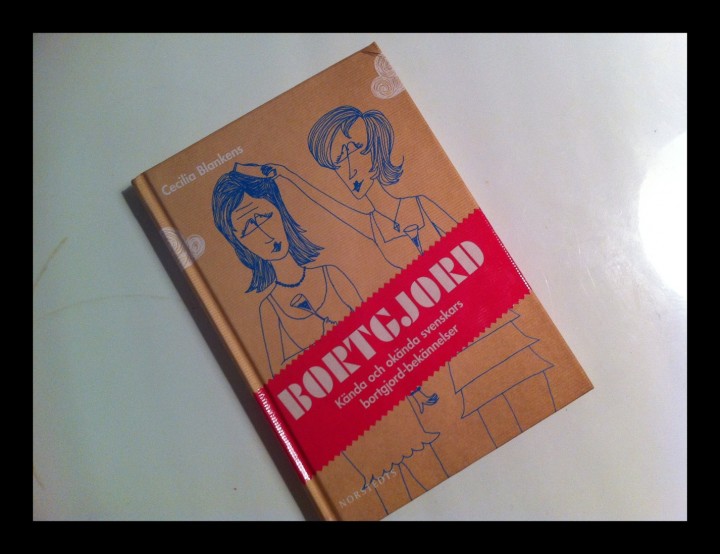 Cecilia Blankens
BORTGJORD
Kända och okända svenskars
bortgjord-bekännelser
NORSTEDTS